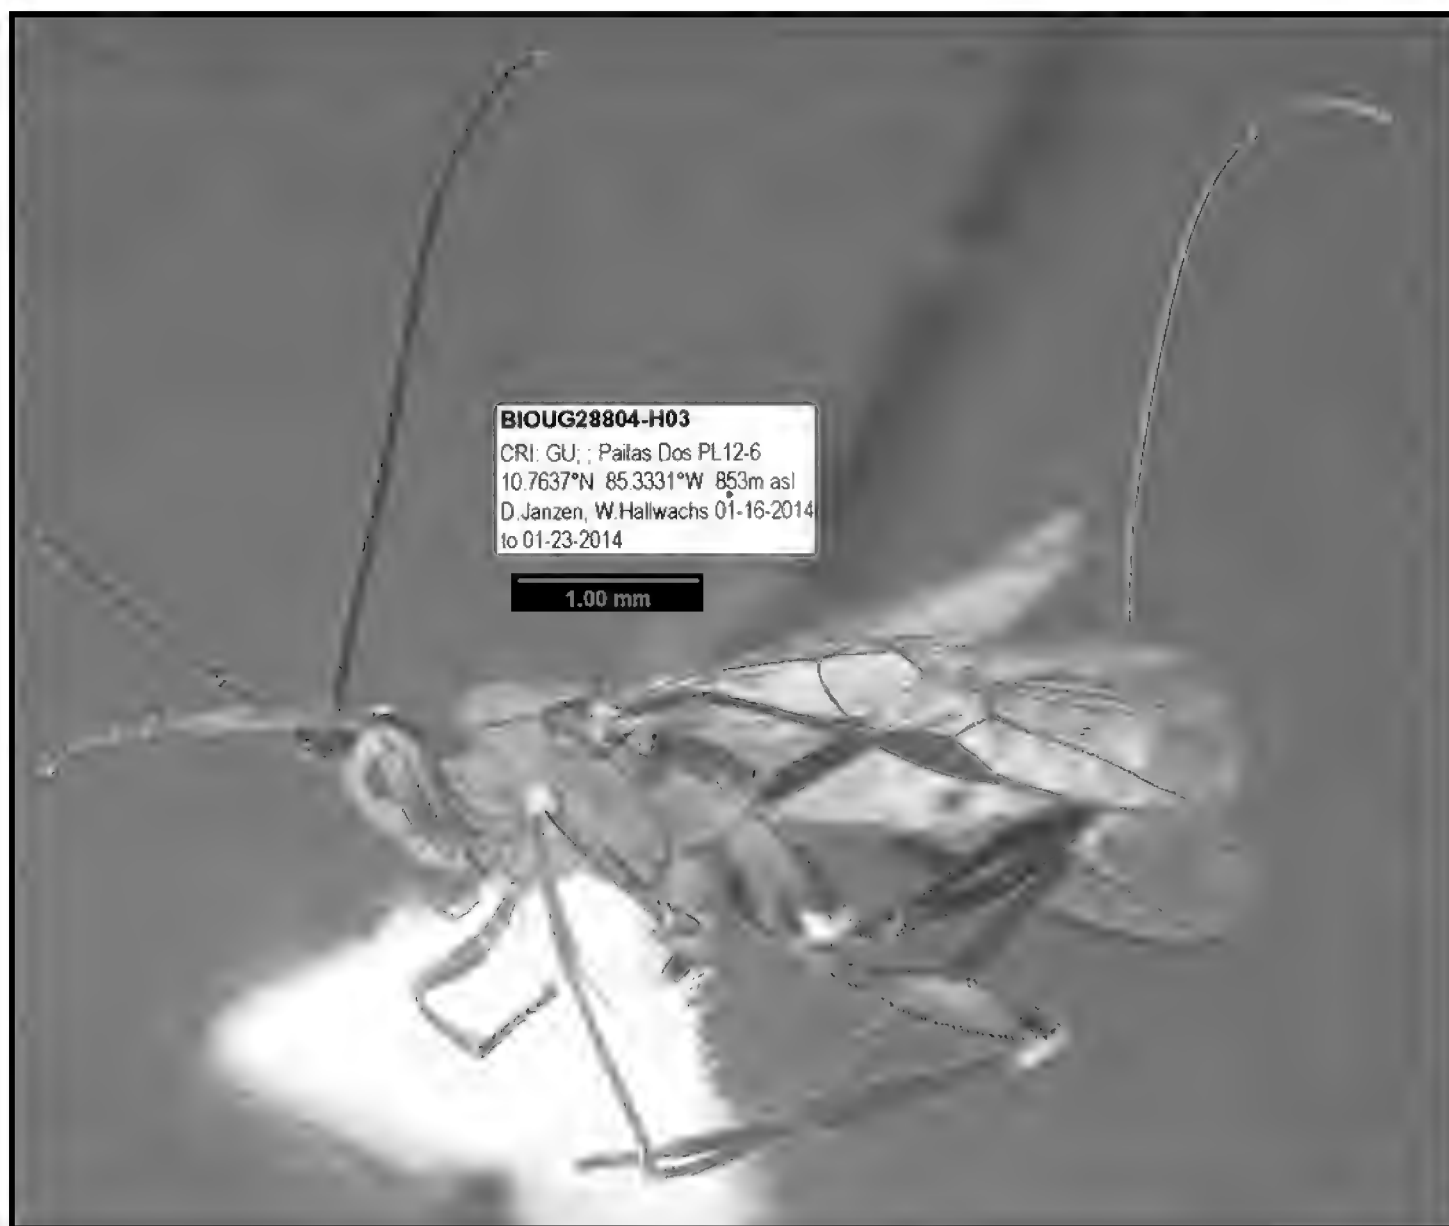 BIOUG28804-H03
CRI: GU; ; Pailas Dos PL12-6
10.7637°N 85.3331°W 853m asl
D.Janzen, W.Hallwachs 01-16-2014
to 01-23-2014
1.00 mm